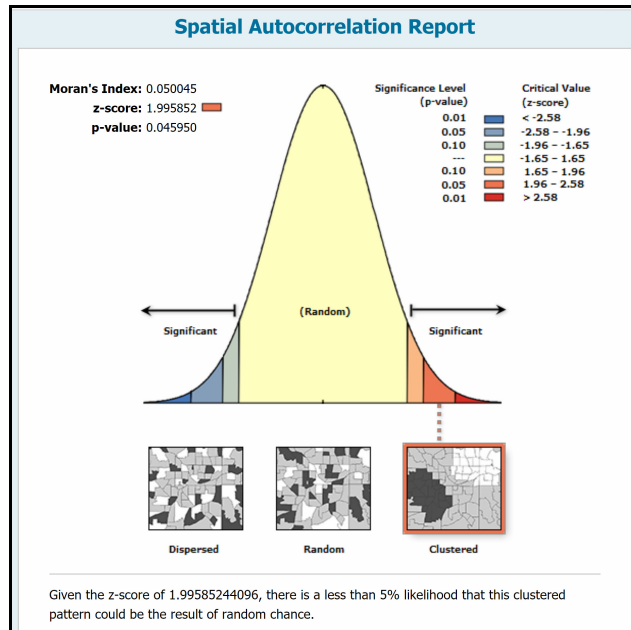 Spatial Autocorrelation Report
Moran's Index: 0.050045
z-score: 1.995852
p-value: 0.045950
Significance Level Critical Value
(p-value) (z-score)
0.01 < -2.58
0.05 -2.58 – -1.96
0.10 -1.96 – -1.65
--- -1.65 – 1.65
0.10 1.65 – 1.96
0.05 1.96 – 2.58
0.01 > 2.58
(Random)
Significant Significant
Dispersed Random Clustered
Given the z-score of 1.99585244096, there is a less than 5% likelihood that this clustered
pattern could be the result of random chance.